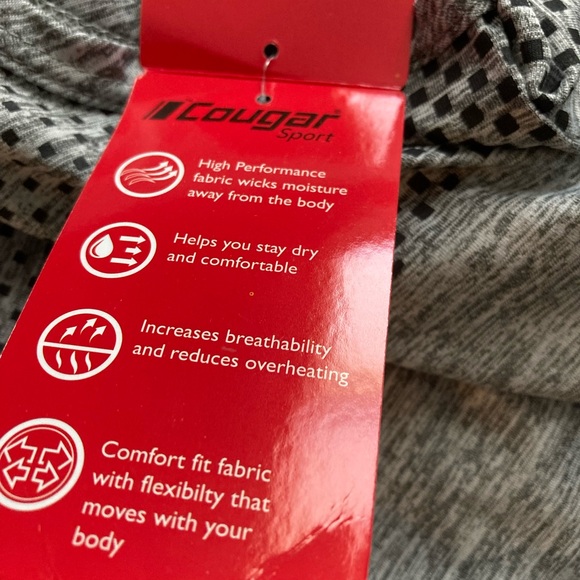 Cougar
Sport
High Performance
fabric wicks moisture
away from the body
Helps you stay dry
and comfortable
Increases breathability
and reduces overheating
Comfort fit fabric
with flexibilty that
moves with your
body